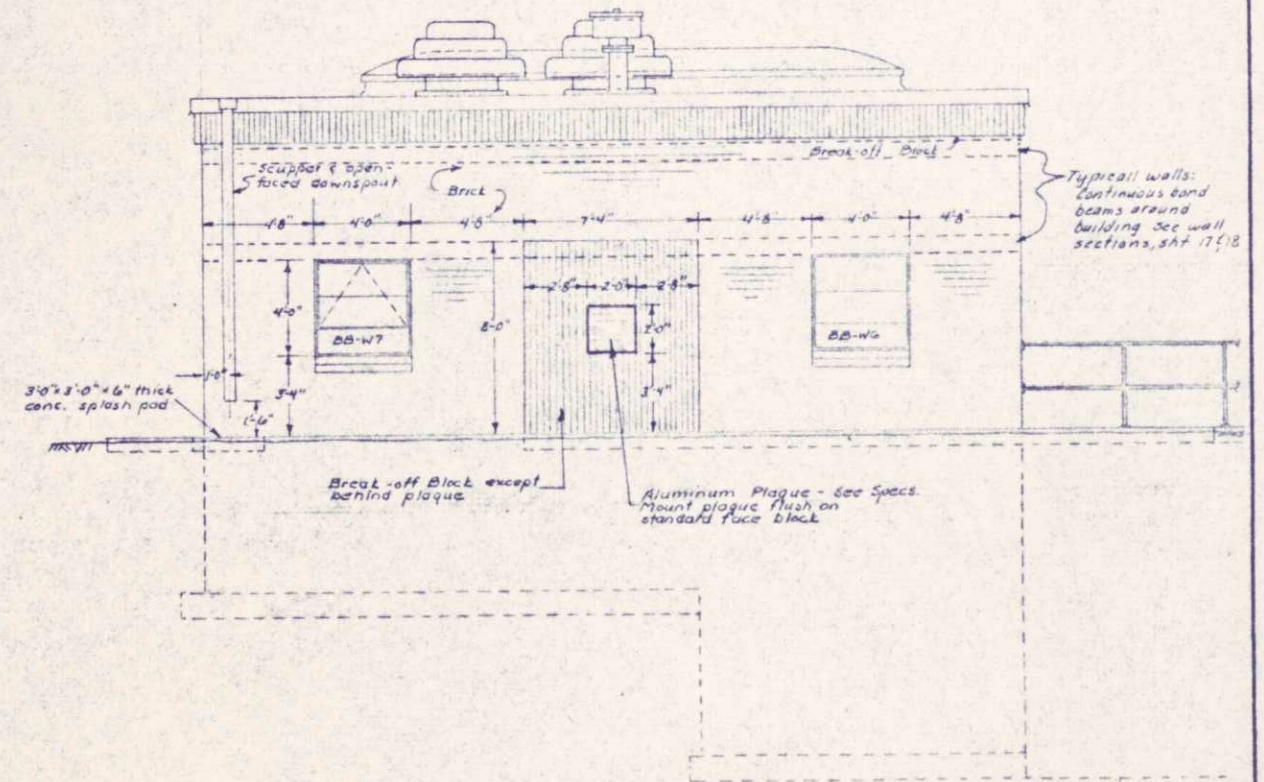 Break-off Block
Scupper & open-
faced downspout
Brick
Typical walls:
Continuous bond
beams around
building see wall
sections, sht 17 & 18
4'-8"
4'-0"
4'-8"
7'-4"
4'-8"
4'-0"
4'-8"
2'-8"
2'-0"
2'-8"
4'-0"
8'-0"
2'-0"
BB-W7
BB-W6
1'-0"
3'-4"
3'-4"
3'-0" x 3'-0" x 6" thick
conc. splash pad
1'-6"
Break-off Block except
behind plaque
Aluminum Plaque - See Specs.
Mount plaque flush on
standard face block